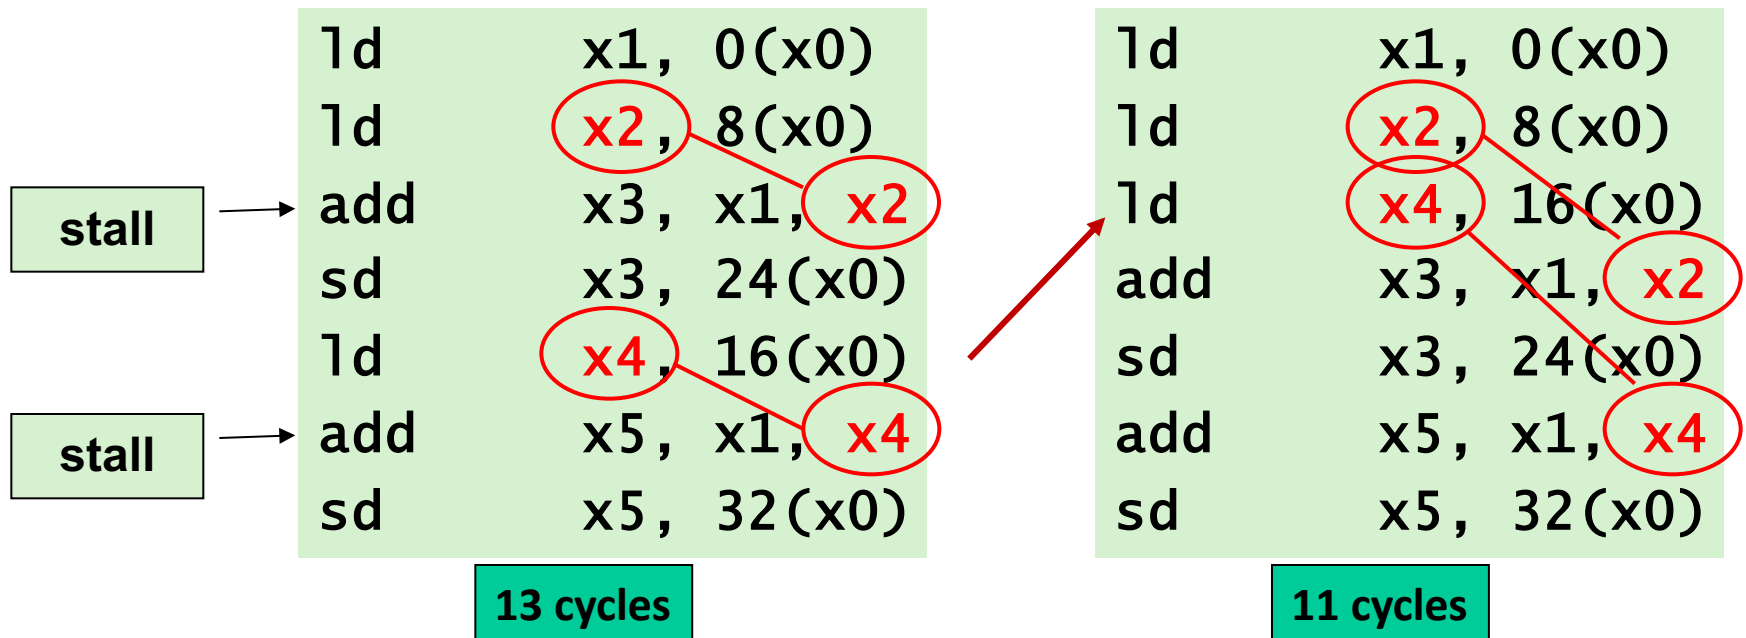 ld x1, 0(x0)
ld x2, 8(x0)
stall
add x3, x1, x2
sd x3, 24(x0)
ld x4, 16(x0)
stall
add x5, x1, x4
sd x5, 32(x0)
13 cycles
ld x1, 0(x0)
ld x2, 8(x0)
ld x4, 16(x0)
add x3, x1, x2
sd x3, 24(x0)
add x5, x1, x4
sd x5, 32(x0)
11 cycles